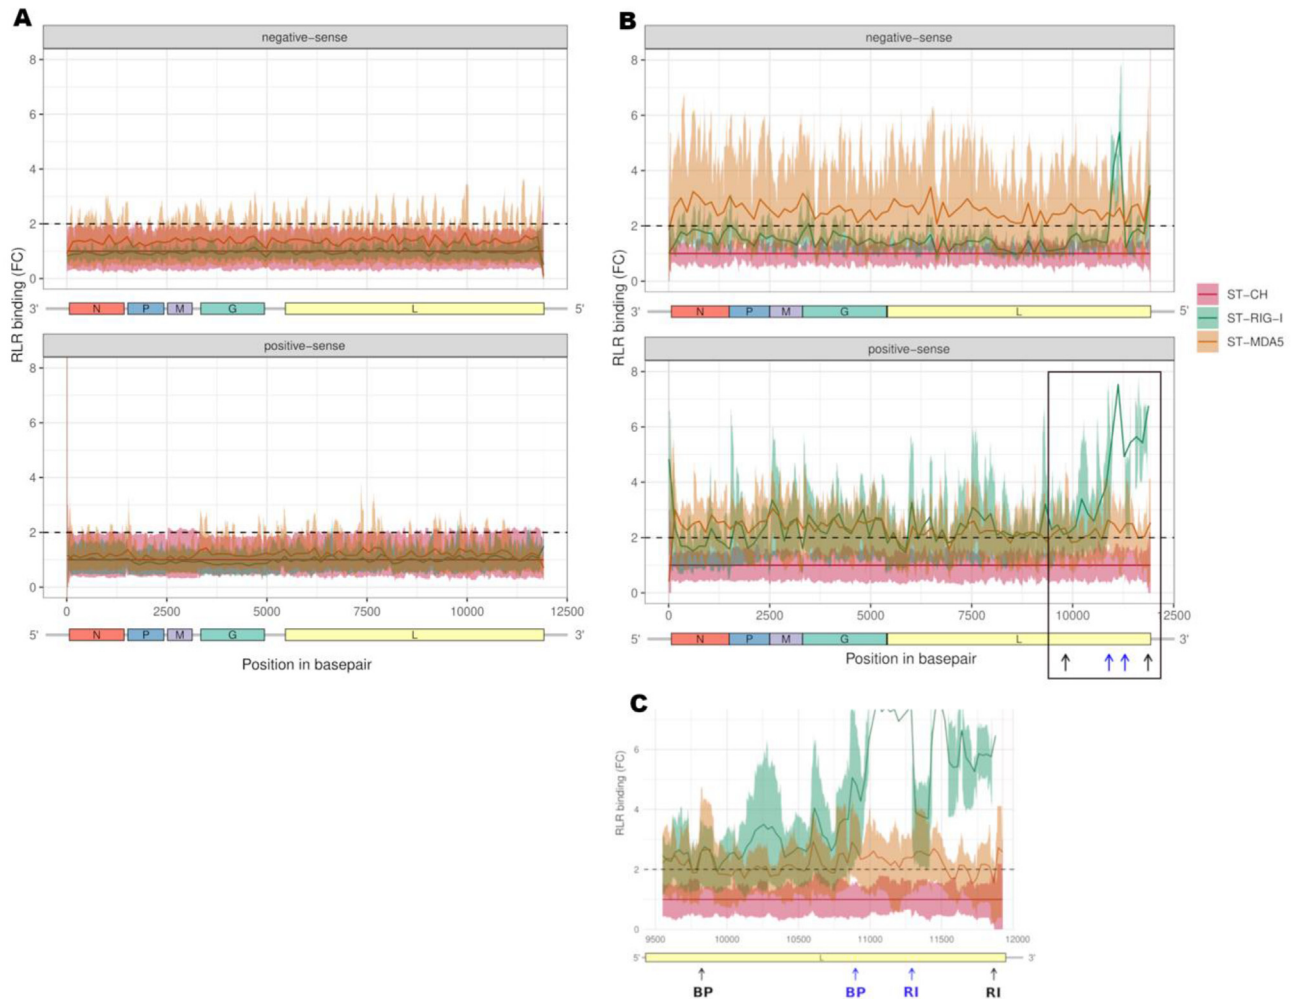 A
negative-sense
8
6
4
2
0
3'
N
P
M
G
L
5'
RLR binding (FC)
positive-sense
8
6
4
2
0
0
2500
5000
7500
10000
12500
5'
N
P
M
G
L
3'
Position in basepair
B
negative-sense
8
6
4
2
0
3'
N
P
M
G
L
5'
RLR binding (FC)
positive-sense
8
6
4
2
0
0
2500
5000
7500
10000
12500
5'
N
P
M
G
L
3'
Position in basepair
ST-CH
ST-RIG-I
ST-MDA5
C
RLR binding (FC)
6
4
2
0
9500
10000
10500
11000
11500
12000
5'
L
3'
BP
BP
RI
RI